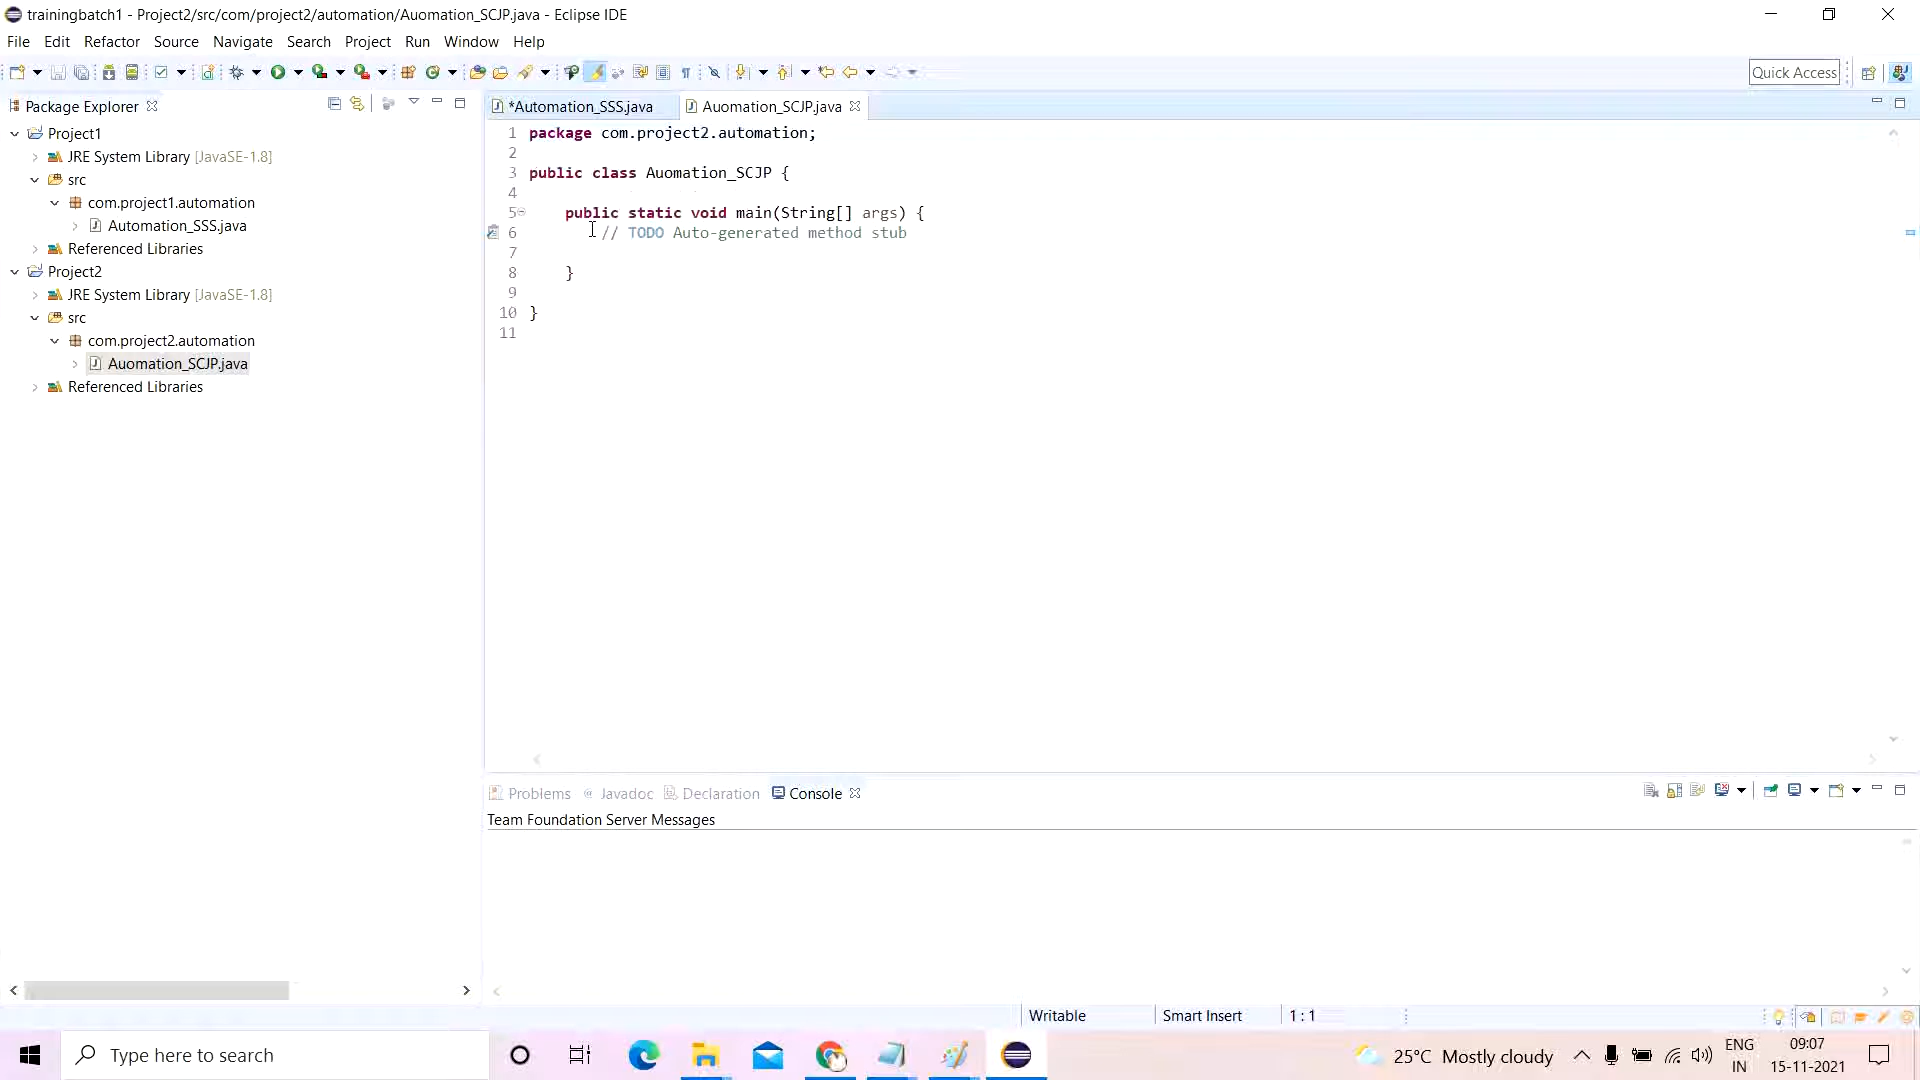 trainingbatch1 - Project2/src/com/project2/automation/Auomation_SCJP.java - Eclipse IDE
File Edit Refactor Source Navigate Search Project Run Window Help
Quick Access
Package Explorer
Project1
JRE System Library [JavaSE-1.8]
src
com.project1.automation
Automation_SSS.java
Referenced Libraries
Project2
JRE System Library [JavaSE-1.8]
src
com.project2.automation
Auomation_SCJP.java
Referenced Libraries
*Automation_SSS.java Auomation_SCJP.java
1 package com.project2.automation;
2
3 public class Auomation_SCJP {
4
5 public static void main(String[] args) {
6 // TODO Auto-generated method stub
7
8 }
9
10 }
11
Problems Javadoc Declaration Console
Team Foundation Server Messages
Writable Smart Insert 1 : 1
Type here to search
25°C Mostly cloudy
ENG
IN
09:07
15-11-2021